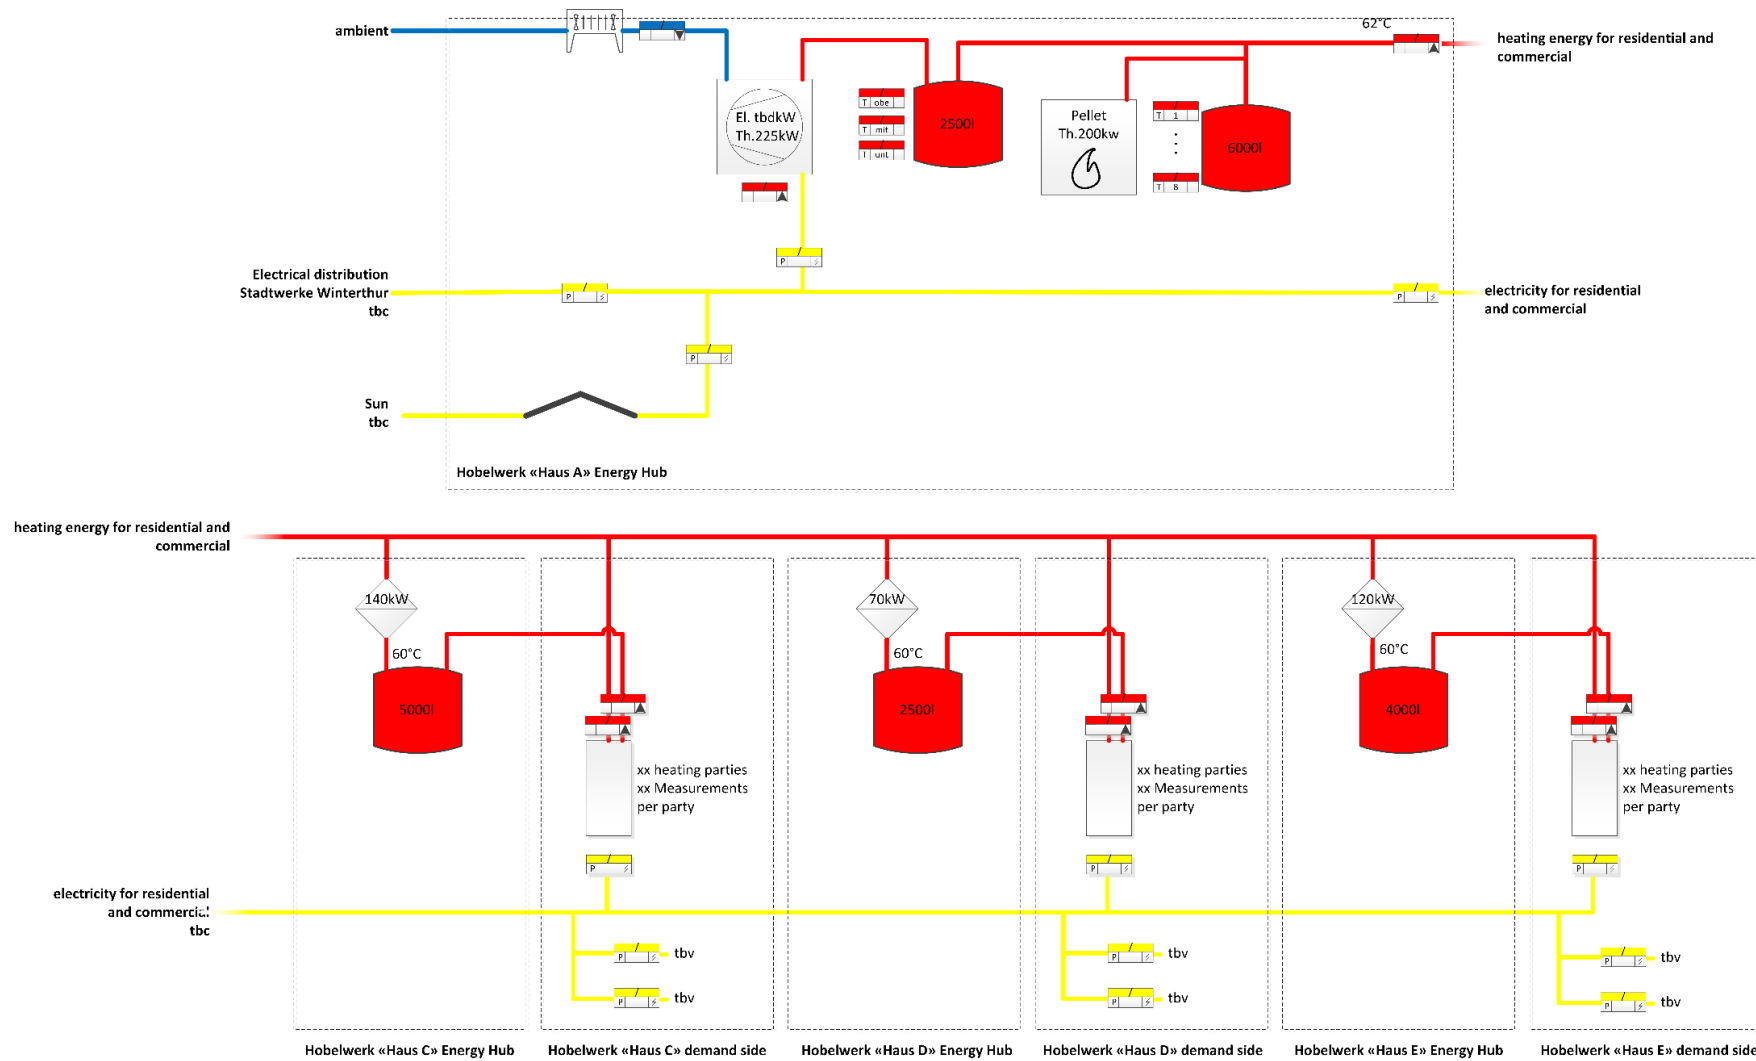 ambient
62°C
heating energy for residential and
commercial
El. tbdkW
Th.225kW
T obe
T mit
T unt
2500l
Pellet
Th.200kw
T 1
T 8
6000l
P
Electrical distribution
Stadtwerke Winterthur
tbc
P
P
electricity for residential
and commercial
P
Sun
tbc
Hobelwerk «Haus A» Energy Hub
heating energy for residential and
commercial
140kW
70kW
120kW
60°C
60°C
60°C
5000l
2500l
4000l
xx heating parties
xx Measurements
per party
xx heating parties
xx Measurements
per party
xx heating parties
xx Measurements
per party
P
P
P
electricity for residential
and commercial
tbc
P tbv
P tbv
P tbv
P tbv
P tbv
P tbv
Hobelwerk «Haus C» Energy Hub
Hobelwerk «Haus C» demand side
Hobelwerk «Haus D» Energy Hub
Hobelwerk «Haus D» demand side
Hobelwerk «Haus E» Energy Hub
Hobelwerk «Haus E» demand side